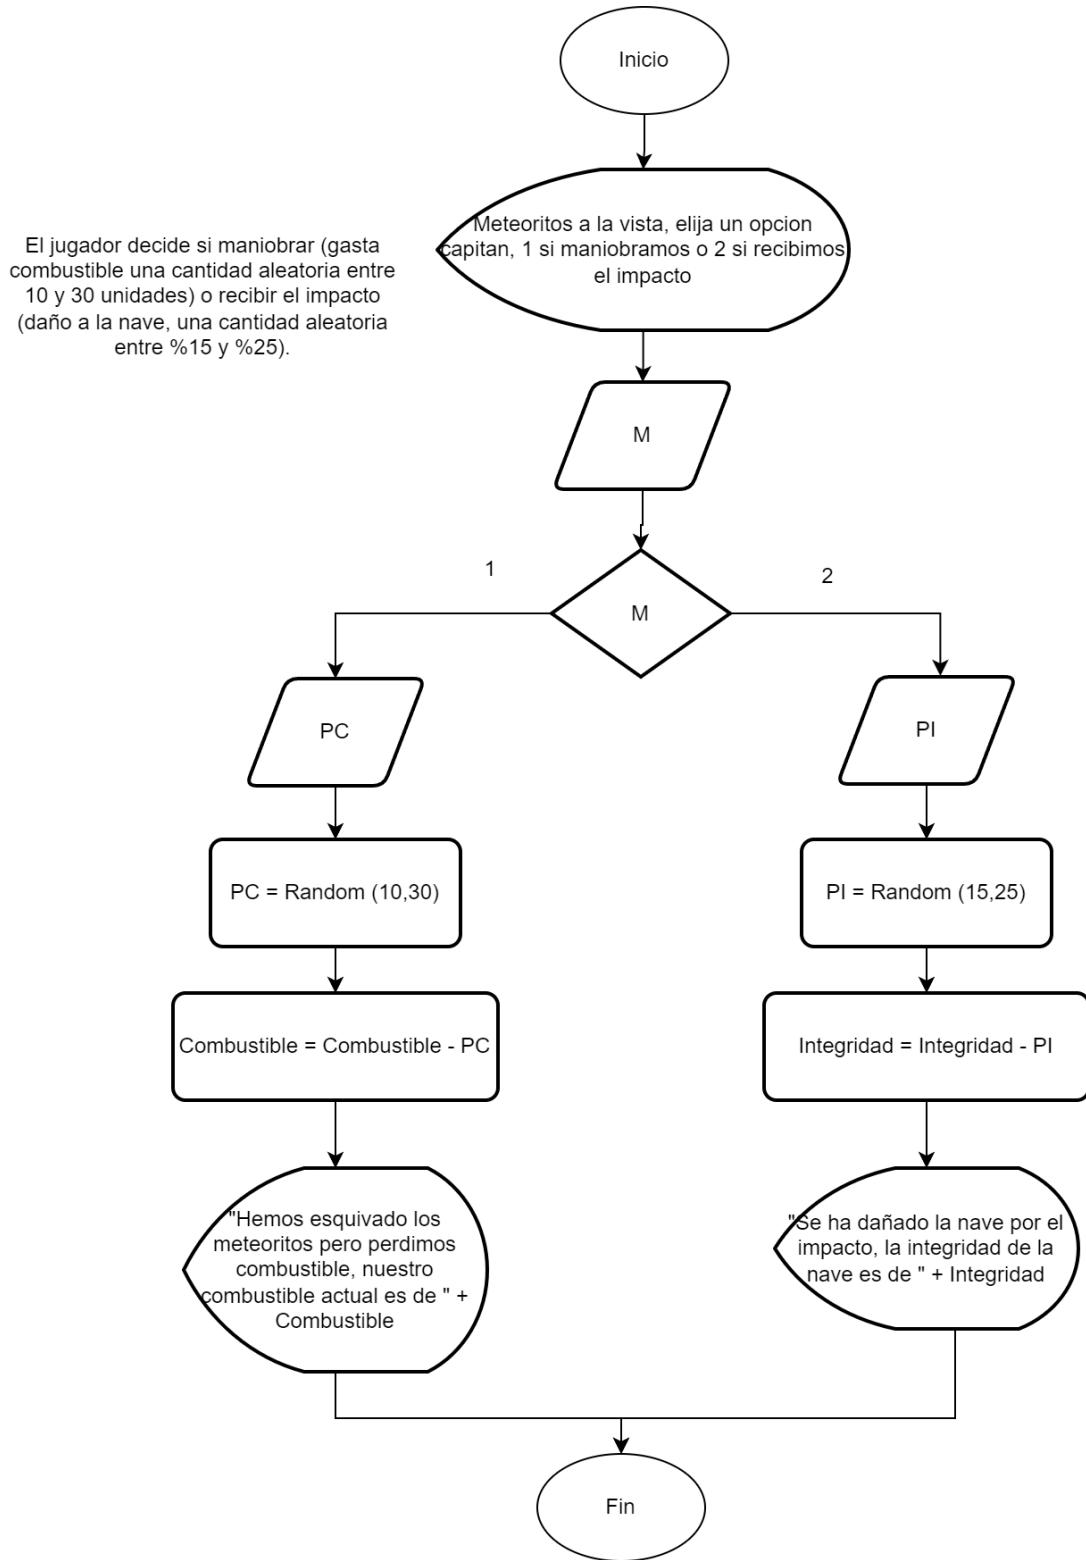 Inicio
Meteoritos a la vista, elija un opcion
capitan, 1 si maniobramos o 2 si recibimos
el impacto
El jugador decide si maniobrar (gasta
combustible una cantidad aleatoria entre
10 y 30 unidades) o recibir el impacto
(daño a la nave, una cantidad aleatoria
entre %15 y %25).
M
1
2
M
PC
PI
PC = Random (10,30)
PI = Random (15,25)
Combustible = Combustible - PC
Integridad = Integridad - PI
"Hemos esquivado los
meteoritos pero perdimos
combustible, nuestro
combustible actual es de " +
Combustible
"Se ha dañado la nave por el
impacto, la integridad de la
nave es de " + Integridad
Fin